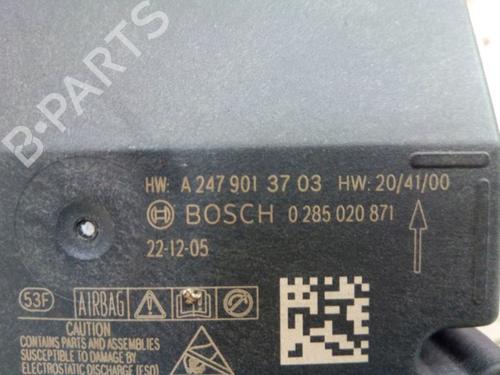 B-PARTS
HW: A 247 901 37 03 HW: 20/41/00
BOSCH 0 285 020 871
22-12-05
53F AIRBAG
CAUTION
CONTAINS PARTS AND ASSEMBLIES
SUSCEPTIBLE TO DAMAGE BY
ELECTROSTATIC DISCHARGE (ESD)